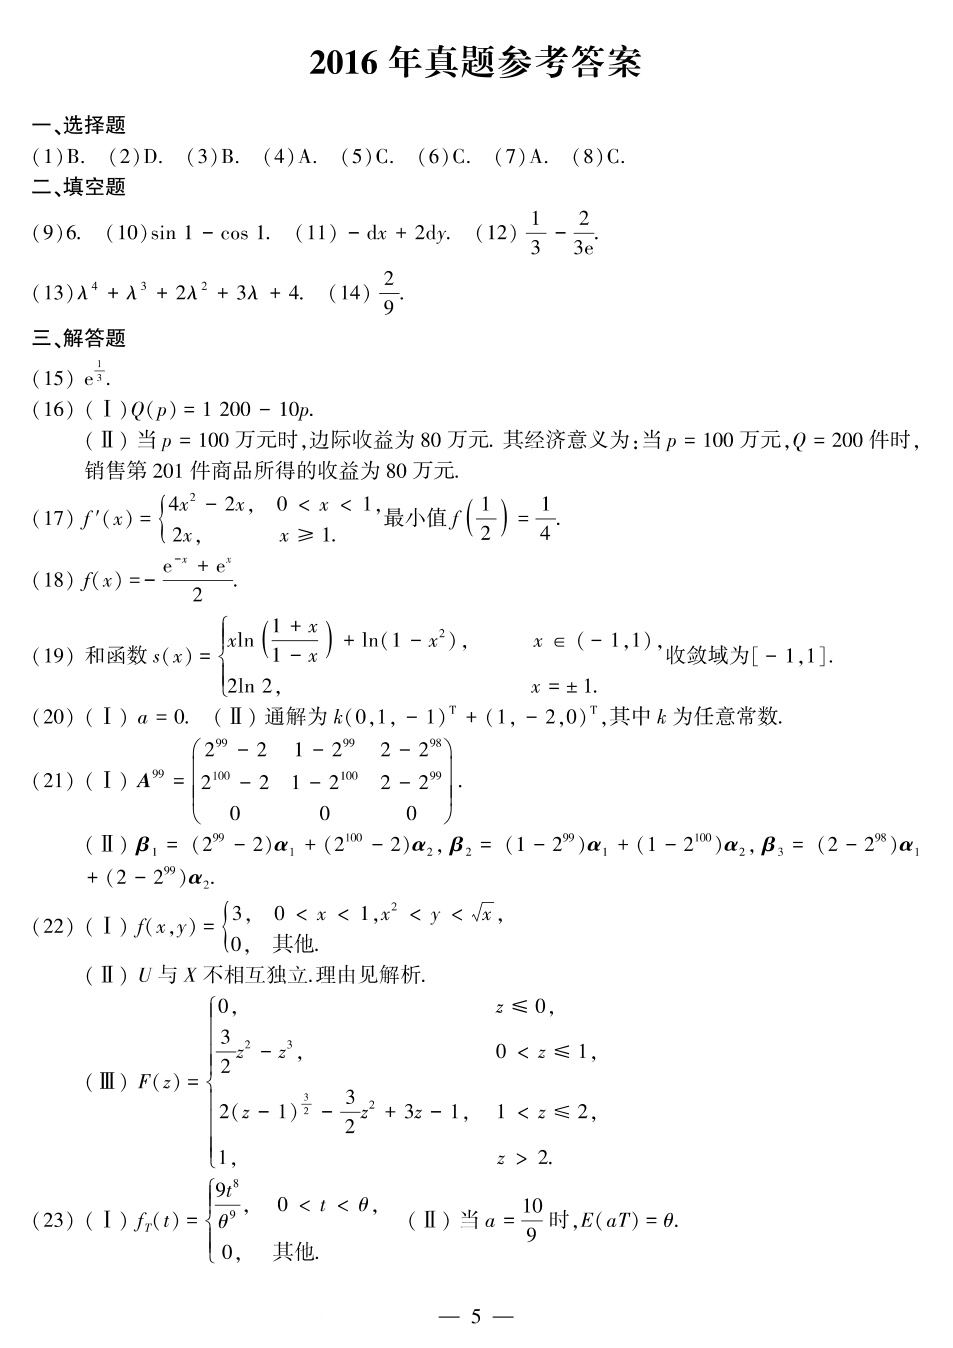 2016 年真题参考答案
一、选择题
(1)B. (2)D. (3)B. (4)A. (5)C. (6)C. (7)A. (8)C.
二、填空题
(9)6. (10)sin 1 − cos 1. (11) − dx + 2dy. (12) 1/3 − 2/(3e).
(13)λ⁴ + λ³ + 2λ² + 3λ + 4. (14) 2/9.
三、解答题
(15) e^(1/3).
(16) (Ⅰ)Q(p) = 1 200 − 10p.
(Ⅱ) 当 p = 100 万元时,边际收益为 80 万元. 其经济意义为:当 p = 100 万元,Q = 200 件时,
销售第 201 件商品所得的收益为 80 万元.
(17) f′(x) = { 4x² − 2x, 0 < x < 1, 2x, x ≥ 1. 最小值 f(1/2) = 1/4.
(18) f(x) = − (e^(−x) + e^x)/2.
(19) 和函数 s(x) = { xln((1 + x)/(1 − x)) + ln(1 − x²), x ∈ (− 1,1), 2ln 2, x = ± 1. 收敛域为[− 1,1].
(20) (Ⅰ) a = 0. (Ⅱ) 通解为 k(0,1, − 1)ᵀ + (1, − 2,0)ᵀ,其中 k 为任意常数.
(21) (Ⅰ) A⁹⁹ = ( 2⁹⁹ − 2 1 − 2⁹⁹ 2 − 2⁹⁸
2¹⁰⁰ − 2 1 − 2¹⁰⁰ 2 − 2⁹⁹
0 0 0 ).
(Ⅱ) β₁ = (2⁹⁹ − 2)α₁ + (2¹⁰⁰ − 2)α₂, β₂ = (1 − 2⁹⁹)α₁ + (1 − 2¹⁰⁰)α₂, β₃ = (2 − 2⁹⁸)α₁
+ (2 − 2⁹⁹)α₂.
(22) (Ⅰ) f(x,y) = { 3, 0 < x < 1,x² < y < √x,
0, 其他.
(Ⅱ) U 与 X 不相互独立.理由见解析.
(Ⅲ) F(z) = { 0, z ≤ 0,
3/2 z² − z³, 0 < z ≤ 1,
2(z − 1)^(3/2) − 3/2 z² + 3z − 1, 1 < z ≤ 2,
1, z > 2.
(23) (Ⅰ) f_T(t) = { 9t⁸/θ⁹, 0 < t < θ, 0, 其他. (Ⅱ) 当 a = 10/9 时,E(aT) = θ.
— 5 —